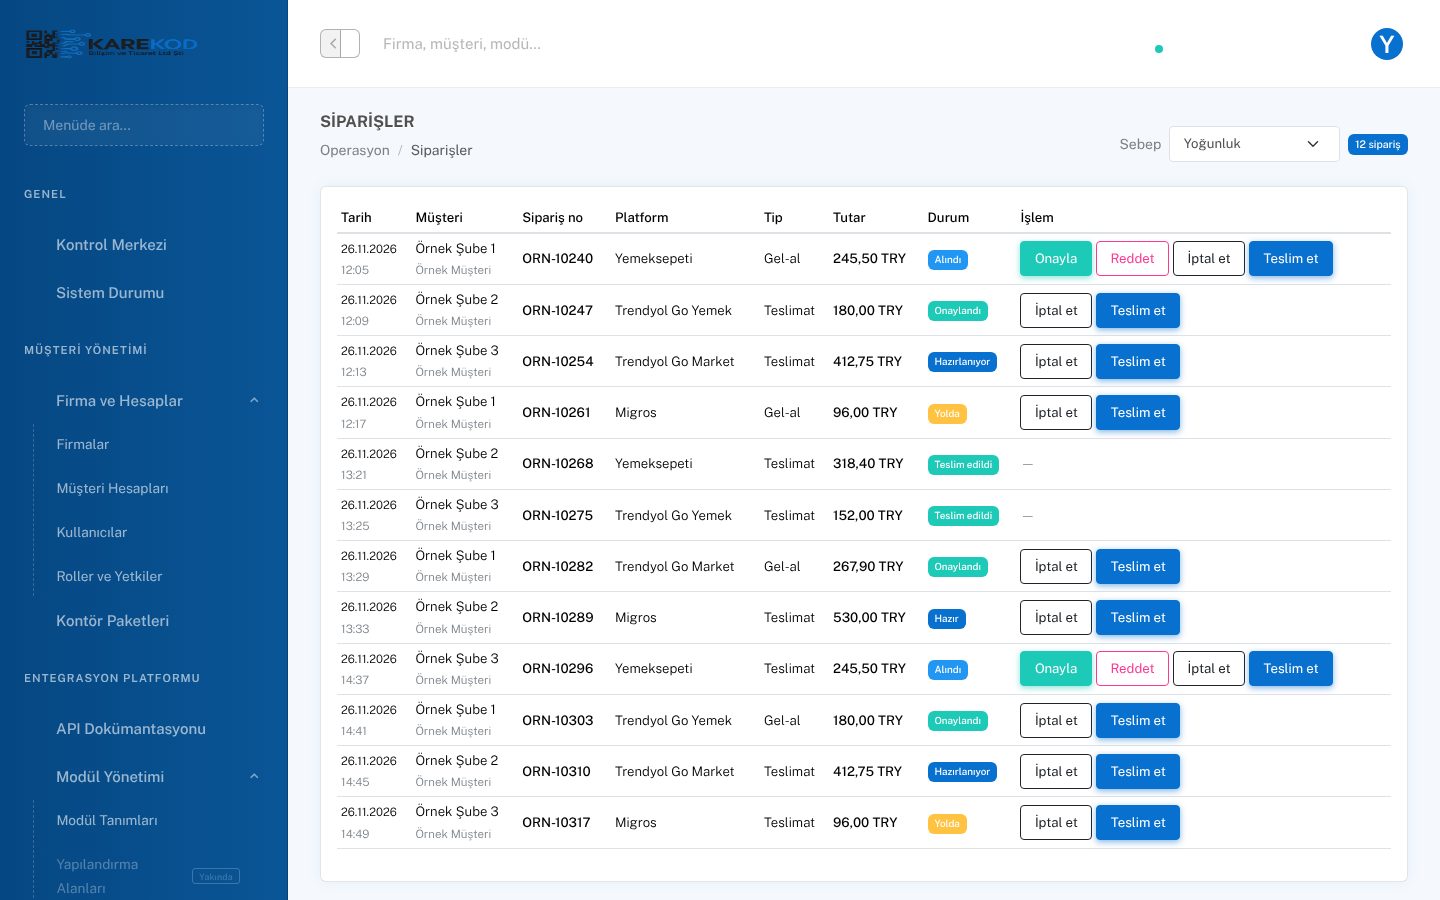 KAREKOD
Bilişim ve Ticaret Ltd Şti
Firma, müşteri, modü...
Y
Menüde ara...
GENEL
Kontrol Merkezi
Sistem Durumu
MÜŞTERİ YÖNETİMİ
Firma ve Hesaplar
Firmalar
Müşteri Hesapları
Kullanıcılar
Roller ve Yetkiler
Kontör Paketleri
ENTEGRASYON PLATFORMU
API Dokümantasyonu
Modül Yönetimi
Modül Tanımları
Yapılandırma Alanları
Yakında
SİPARİŞLER
Operasyon / Siparişler
Sebep Yoğunluk 12 sipariş
Tarih Müşteri Sipariş no Platform Tip Tutar Durum İşlem
26.11.2026 Örnek Şube 1 ORN-10240 Yemeksepeti Gel-al 245,50 TRY Alındı Onayla Reddet İptal et Teslim et
12:05 Örnek Müşteri
26.11.2026 Örnek Şube 2 ORN-10247 Trendyol Go Yemek Teslimat 180,00 TRY Onaylandı İptal et Teslim et
12:09 Örnek Müşteri
26.11.2026 Örnek Şube 3 ORN-10254 Trendyol Go Market Teslimat 412,75 TRY Hazırlanıyor İptal et Teslim et
12:13 Örnek Müşteri
26.11.2026 Örnek Şube 1 ORN-10261 Migros Gel-al 96,00 TRY Yolda İptal et Teslim et
12:17 Örnek Müşteri
26.11.2026 Örnek Şube 2 ORN-10268 Yemeksepeti Teslimat 318,40 TRY Teslim edildi —
13:21 Örnek Müşteri
26.11.2026 Örnek Şube 3 ORN-10275 Trendyol Go Yemek Teslimat 152,00 TRY Teslim edildi —
13:25 Örnek Müşteri
26.11.2026 Örnek Şube 1 ORN-10282 Trendyol Go Market Gel-al 267,90 TRY Onaylandı İptal et Teslim et
13:29 Örnek Müşteri
26.11.2026 Örnek Şube 2 ORN-10289 Migros Teslimat 530,00 TRY Hazır İptal et Teslim et
13:33 Örnek Müşteri
26.11.2026 Örnek Şube 3 ORN-10296 Yemeksepeti Teslimat 245,50 TRY Alındı Onayla Reddet İptal et Teslim et
14:37 Örnek Müşteri
26.11.2026 Örnek Şube 1 ORN-10303 Trendyol Go Yemek Gel-al 180,00 TRY Onaylandı İptal et Teslim et
14:41 Örnek Müşteri
26.11.2026 Örnek Şube 2 ORN-10310 Trendyol Go Market Teslimat 412,75 TRY Hazırlanıyor İptal et Teslim et
14:45 Örnek Müşteri
26.11.2026 Örnek Şube 3 ORN-10317 Migros Teslimat 96,00 TRY Yolda İptal et Teslim et
14:49 Örnek Müşteri